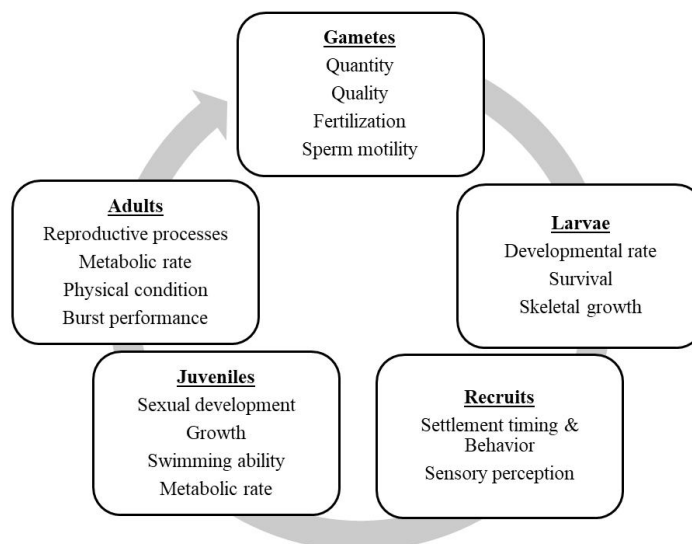 Gametes
Quantity
Quality
Fertilization
Sperm motility
Larvae
Developmental rate
Survival
Skeletal growth
Recruits
Settlement timing &
Behavior
Sensory perception
Juveniles
Sexual development
Growth
Swimming ability
Metabolic rate
Adults
Reproductive processes
Metabolic rate
Physical condition
Burst performance